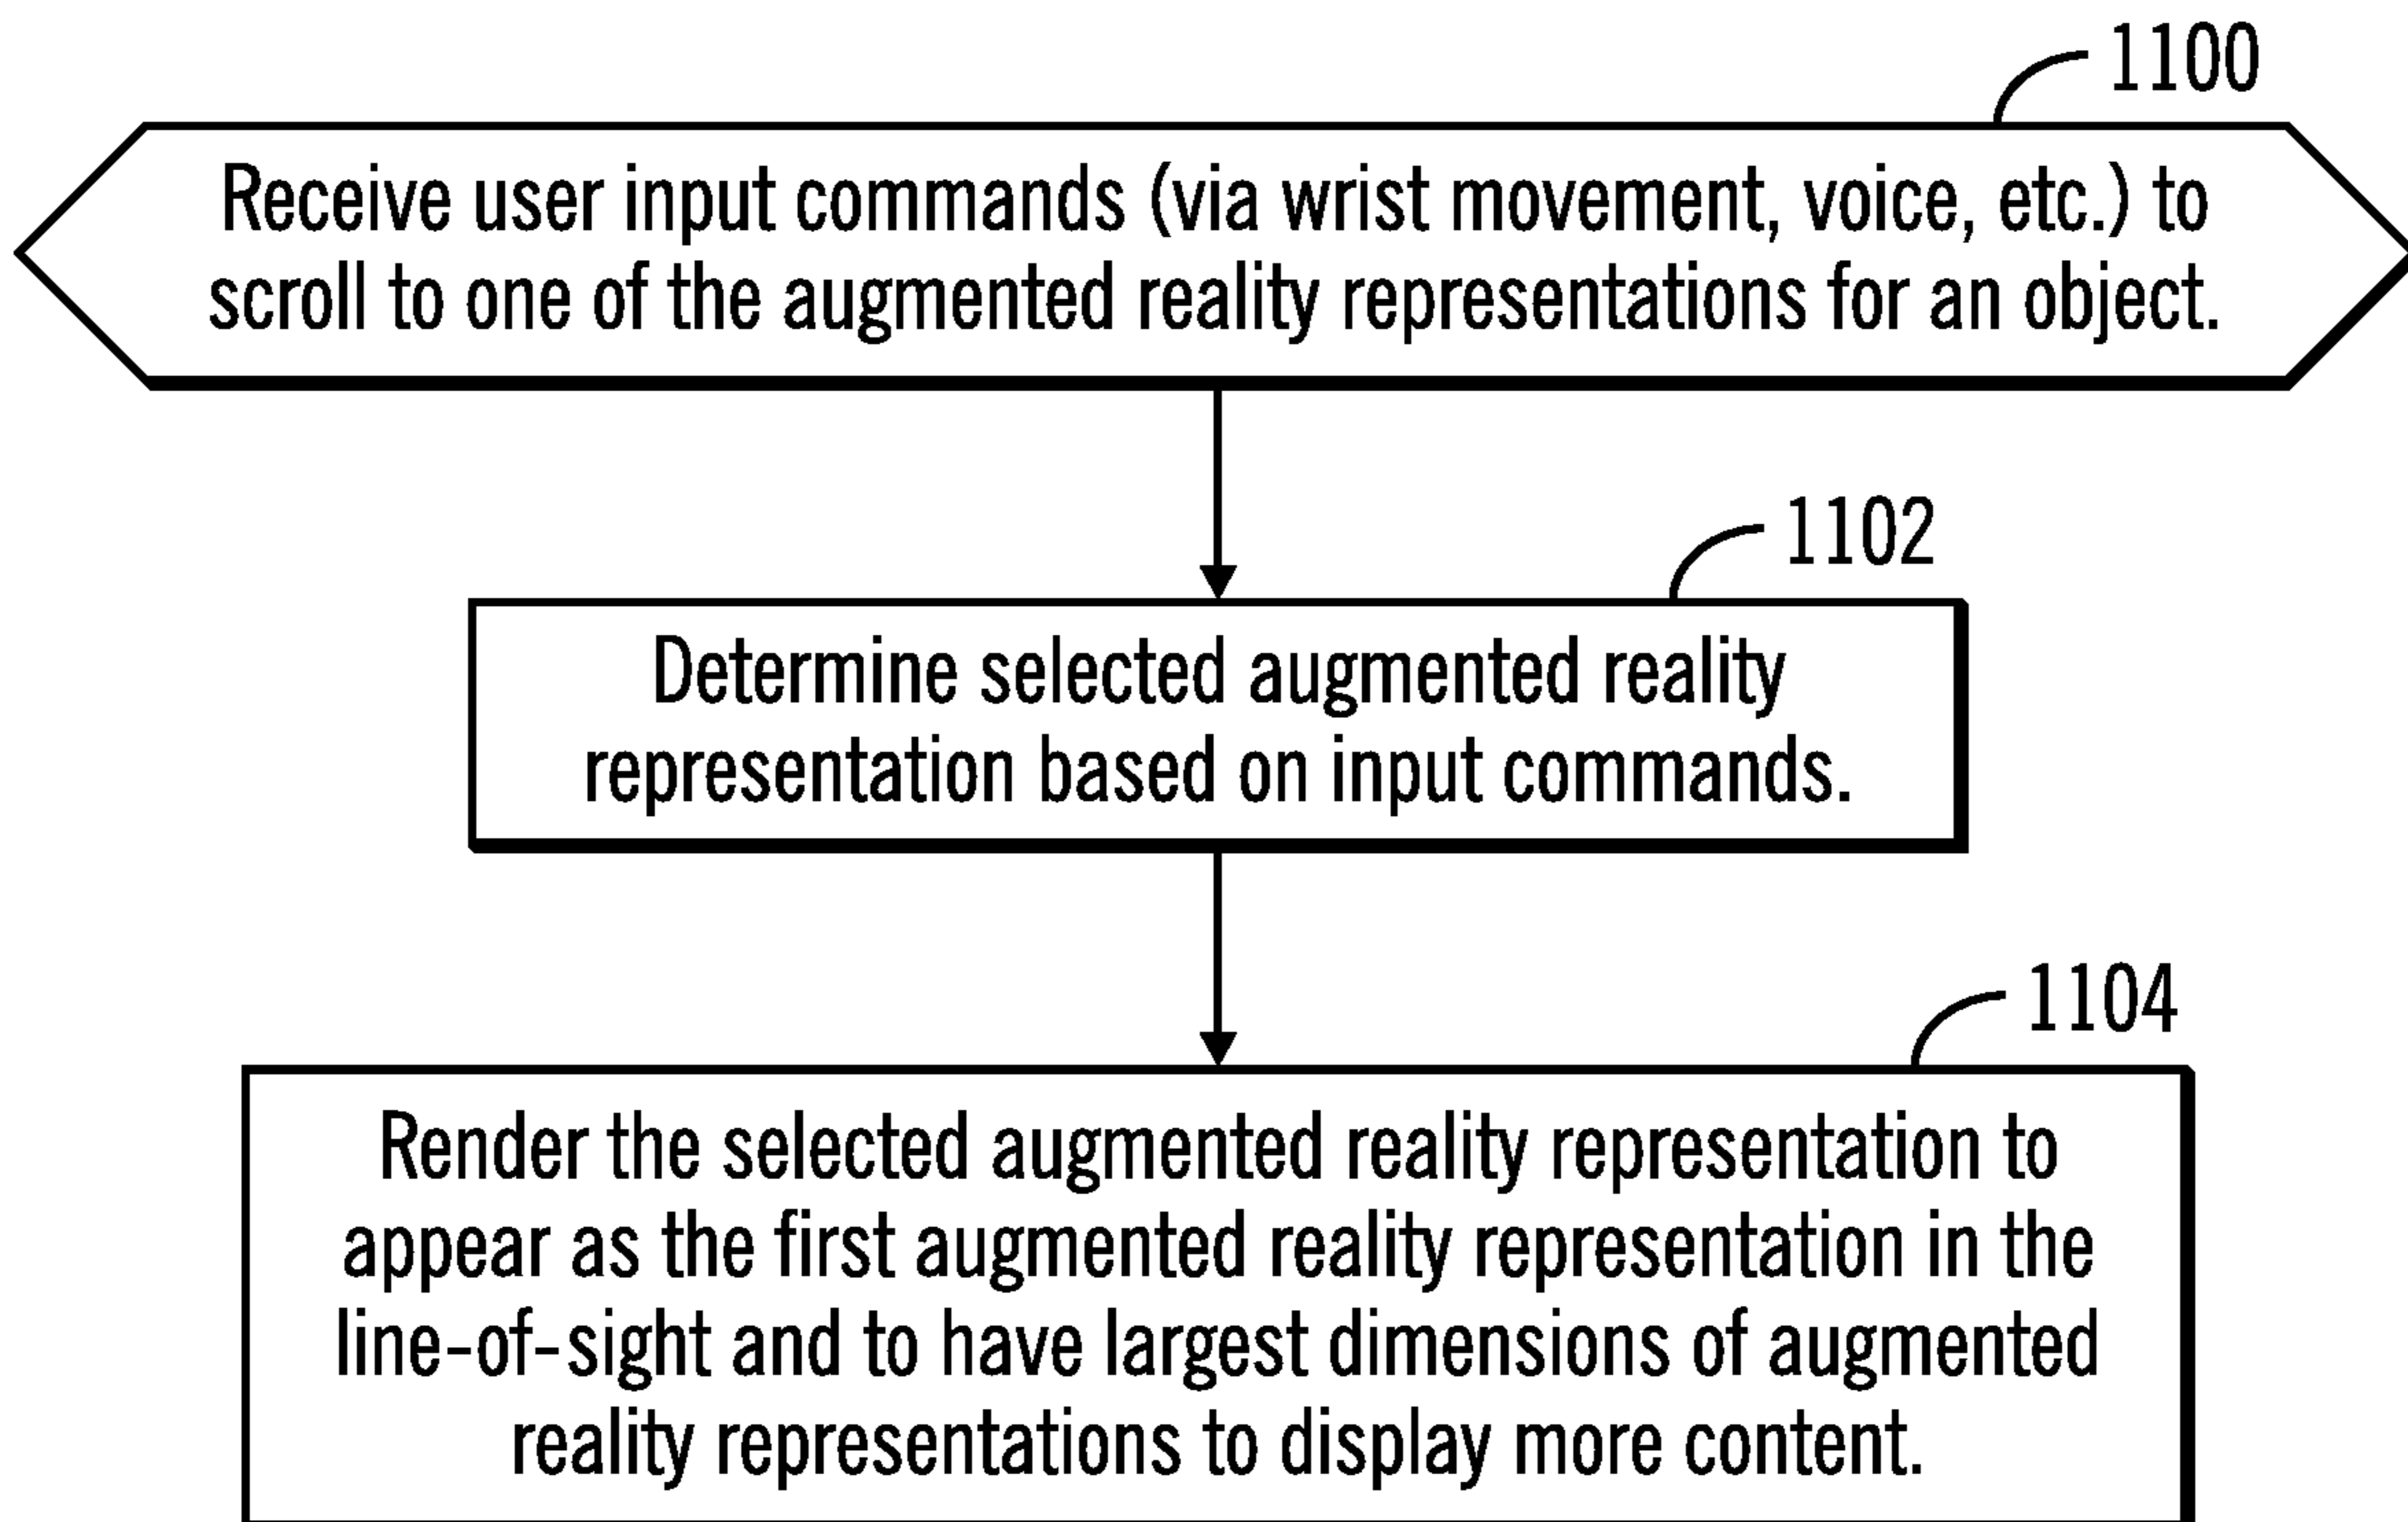 1100
Receive user input commands (via wrist movement, voice, etc.) to
scroll to one of the augmented reality representations for an object.
1102
Determine selected augmented reality
representation based on input commands.
1104
Render the selected augmented reality representation to
appear as the first augmented reality representation in the
line-of-sight and to have largest dimensions of augmented
reality representations to display more content.